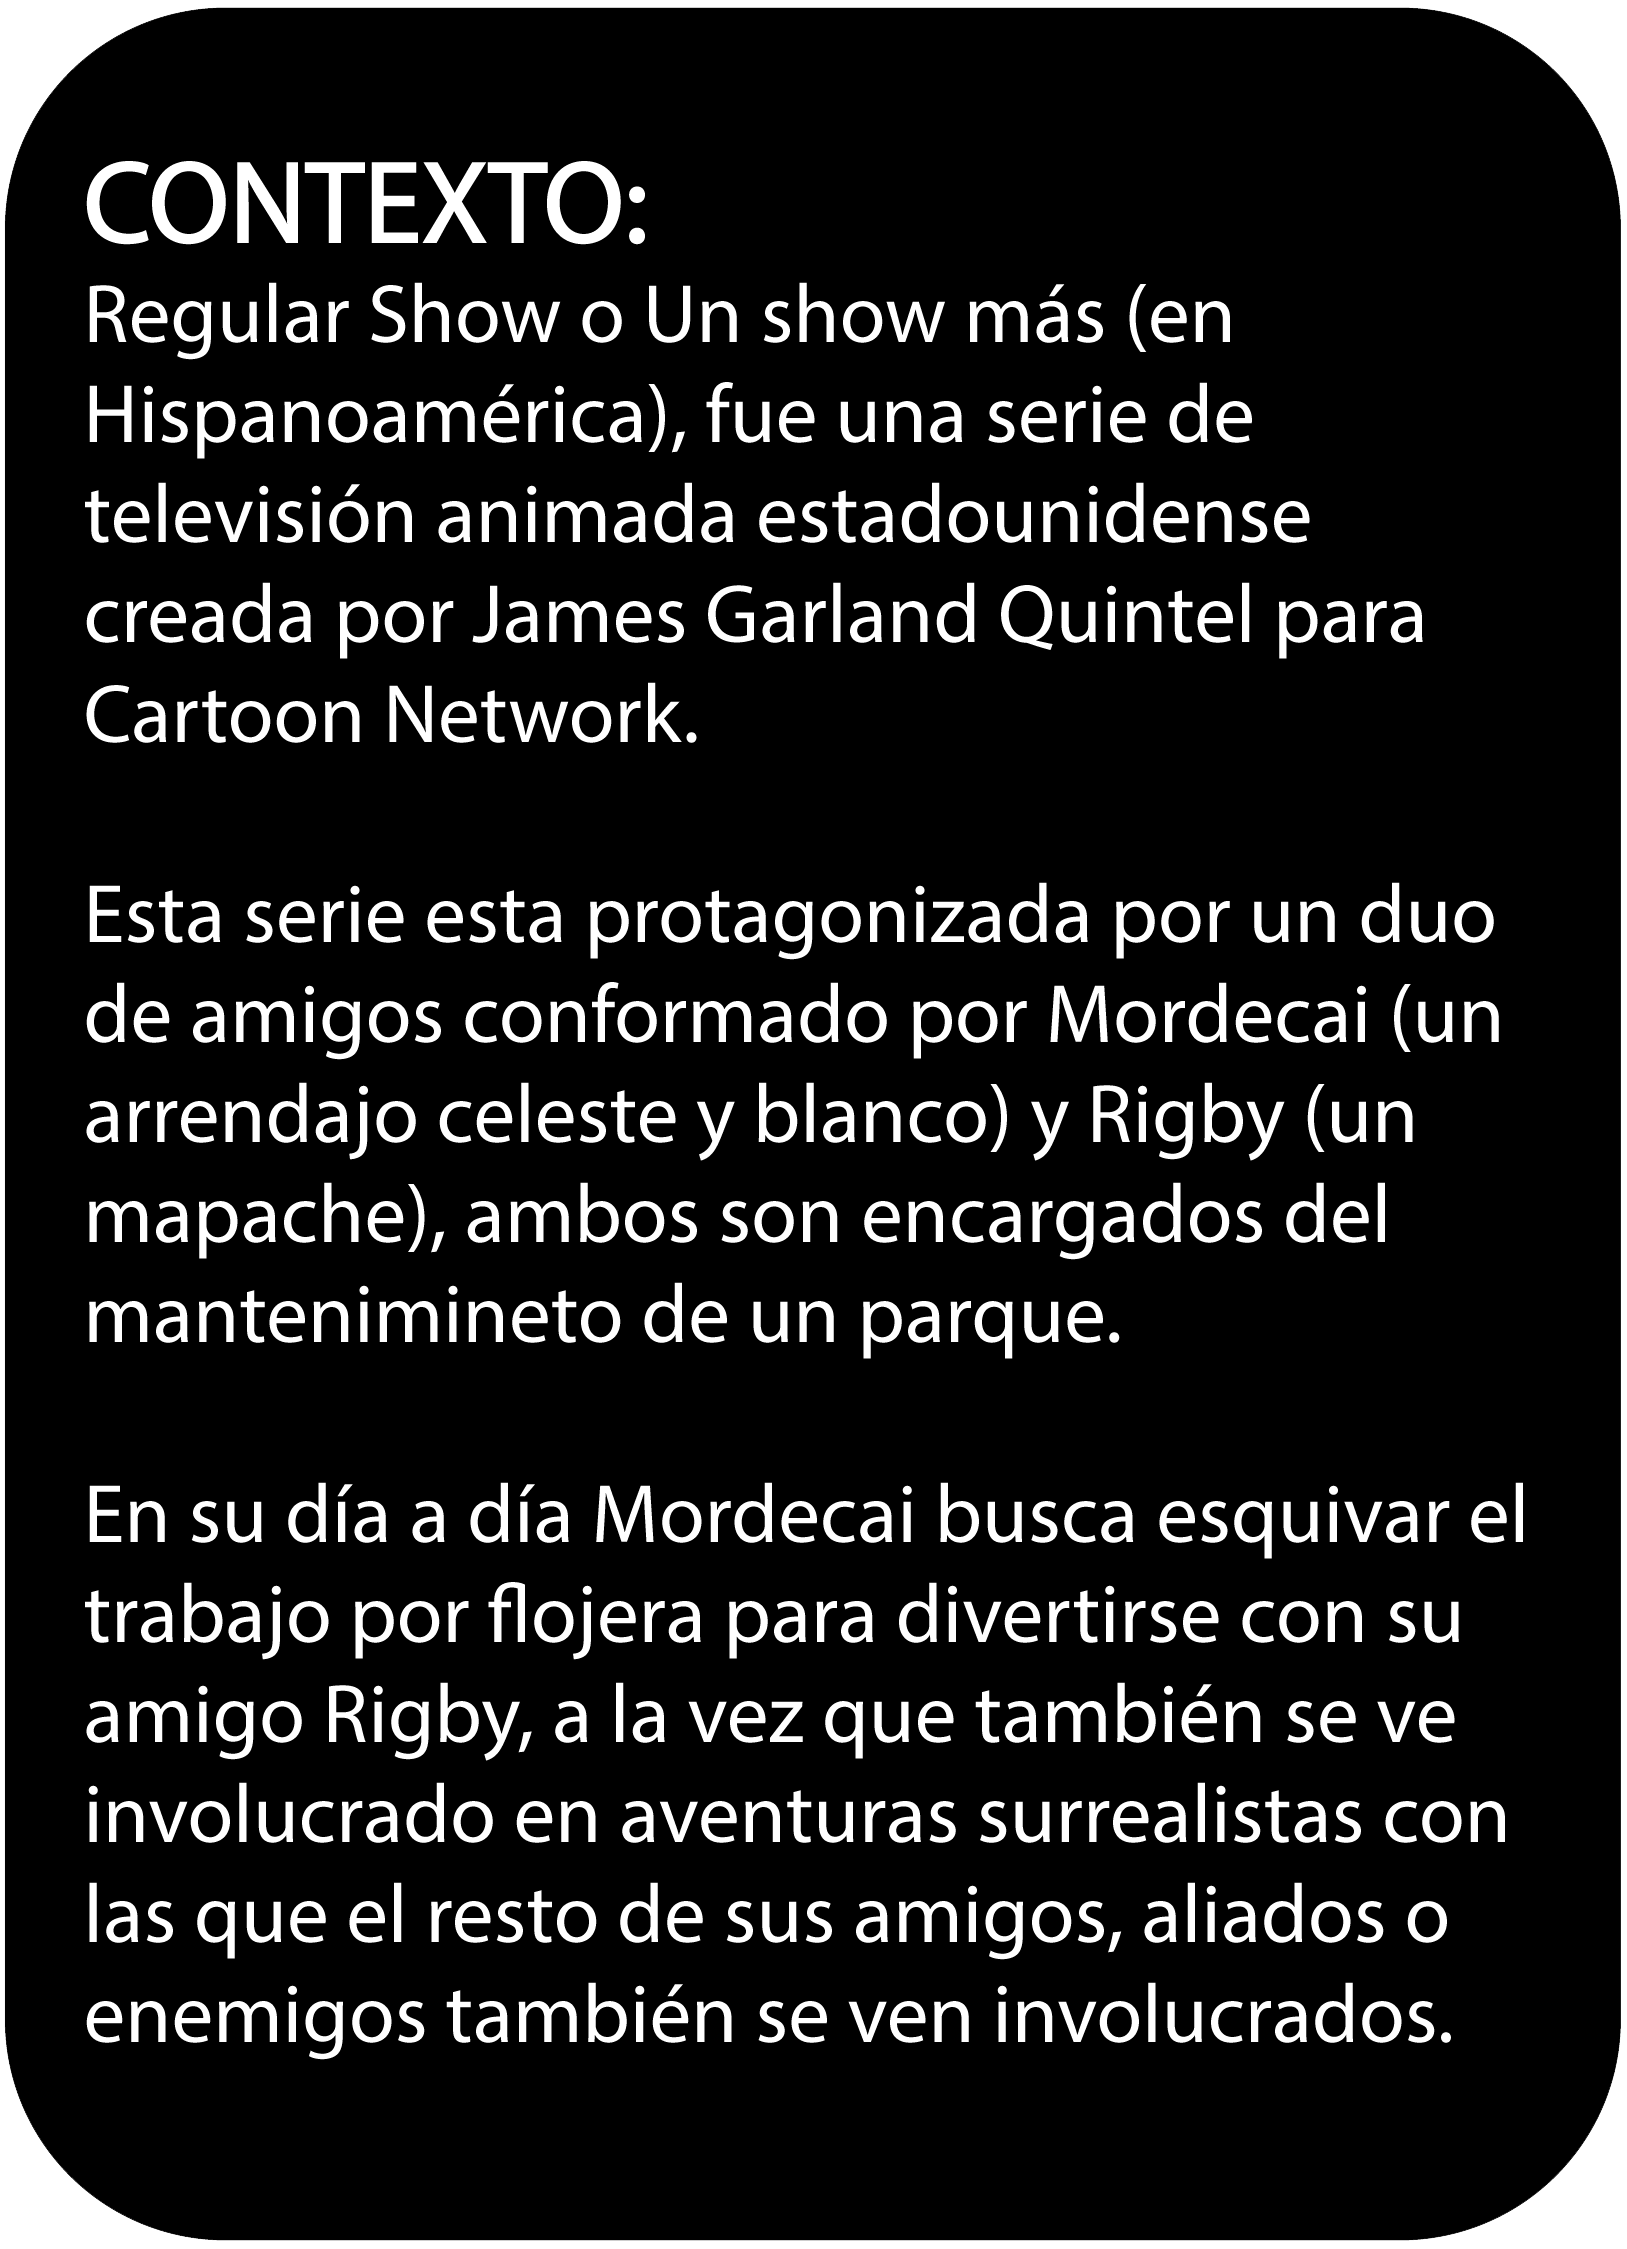 CONTEXTO:
Regular Show o Un show más (en
Hispanoamérica), fue una serie de
televisión animada estadounidense
creada por James Garland Quintel para
Cartoon Network.
Esta serie esta protagonizada por un duo
de amigos conformado por Mordecai (un
arrendajo celeste y blanco) y Rigby (un
mapache), ambos son encargados del
mantenimineto de un parque.
En su día a día Mordecai busca esquivar el
trabajo por flojera para divertirse con su
amigo Rigby, a la vez que también se ve
involucrado en aventuras surrealistas con
las que el resto de sus amigos, aliados o
enemigos también se ven involucrados.